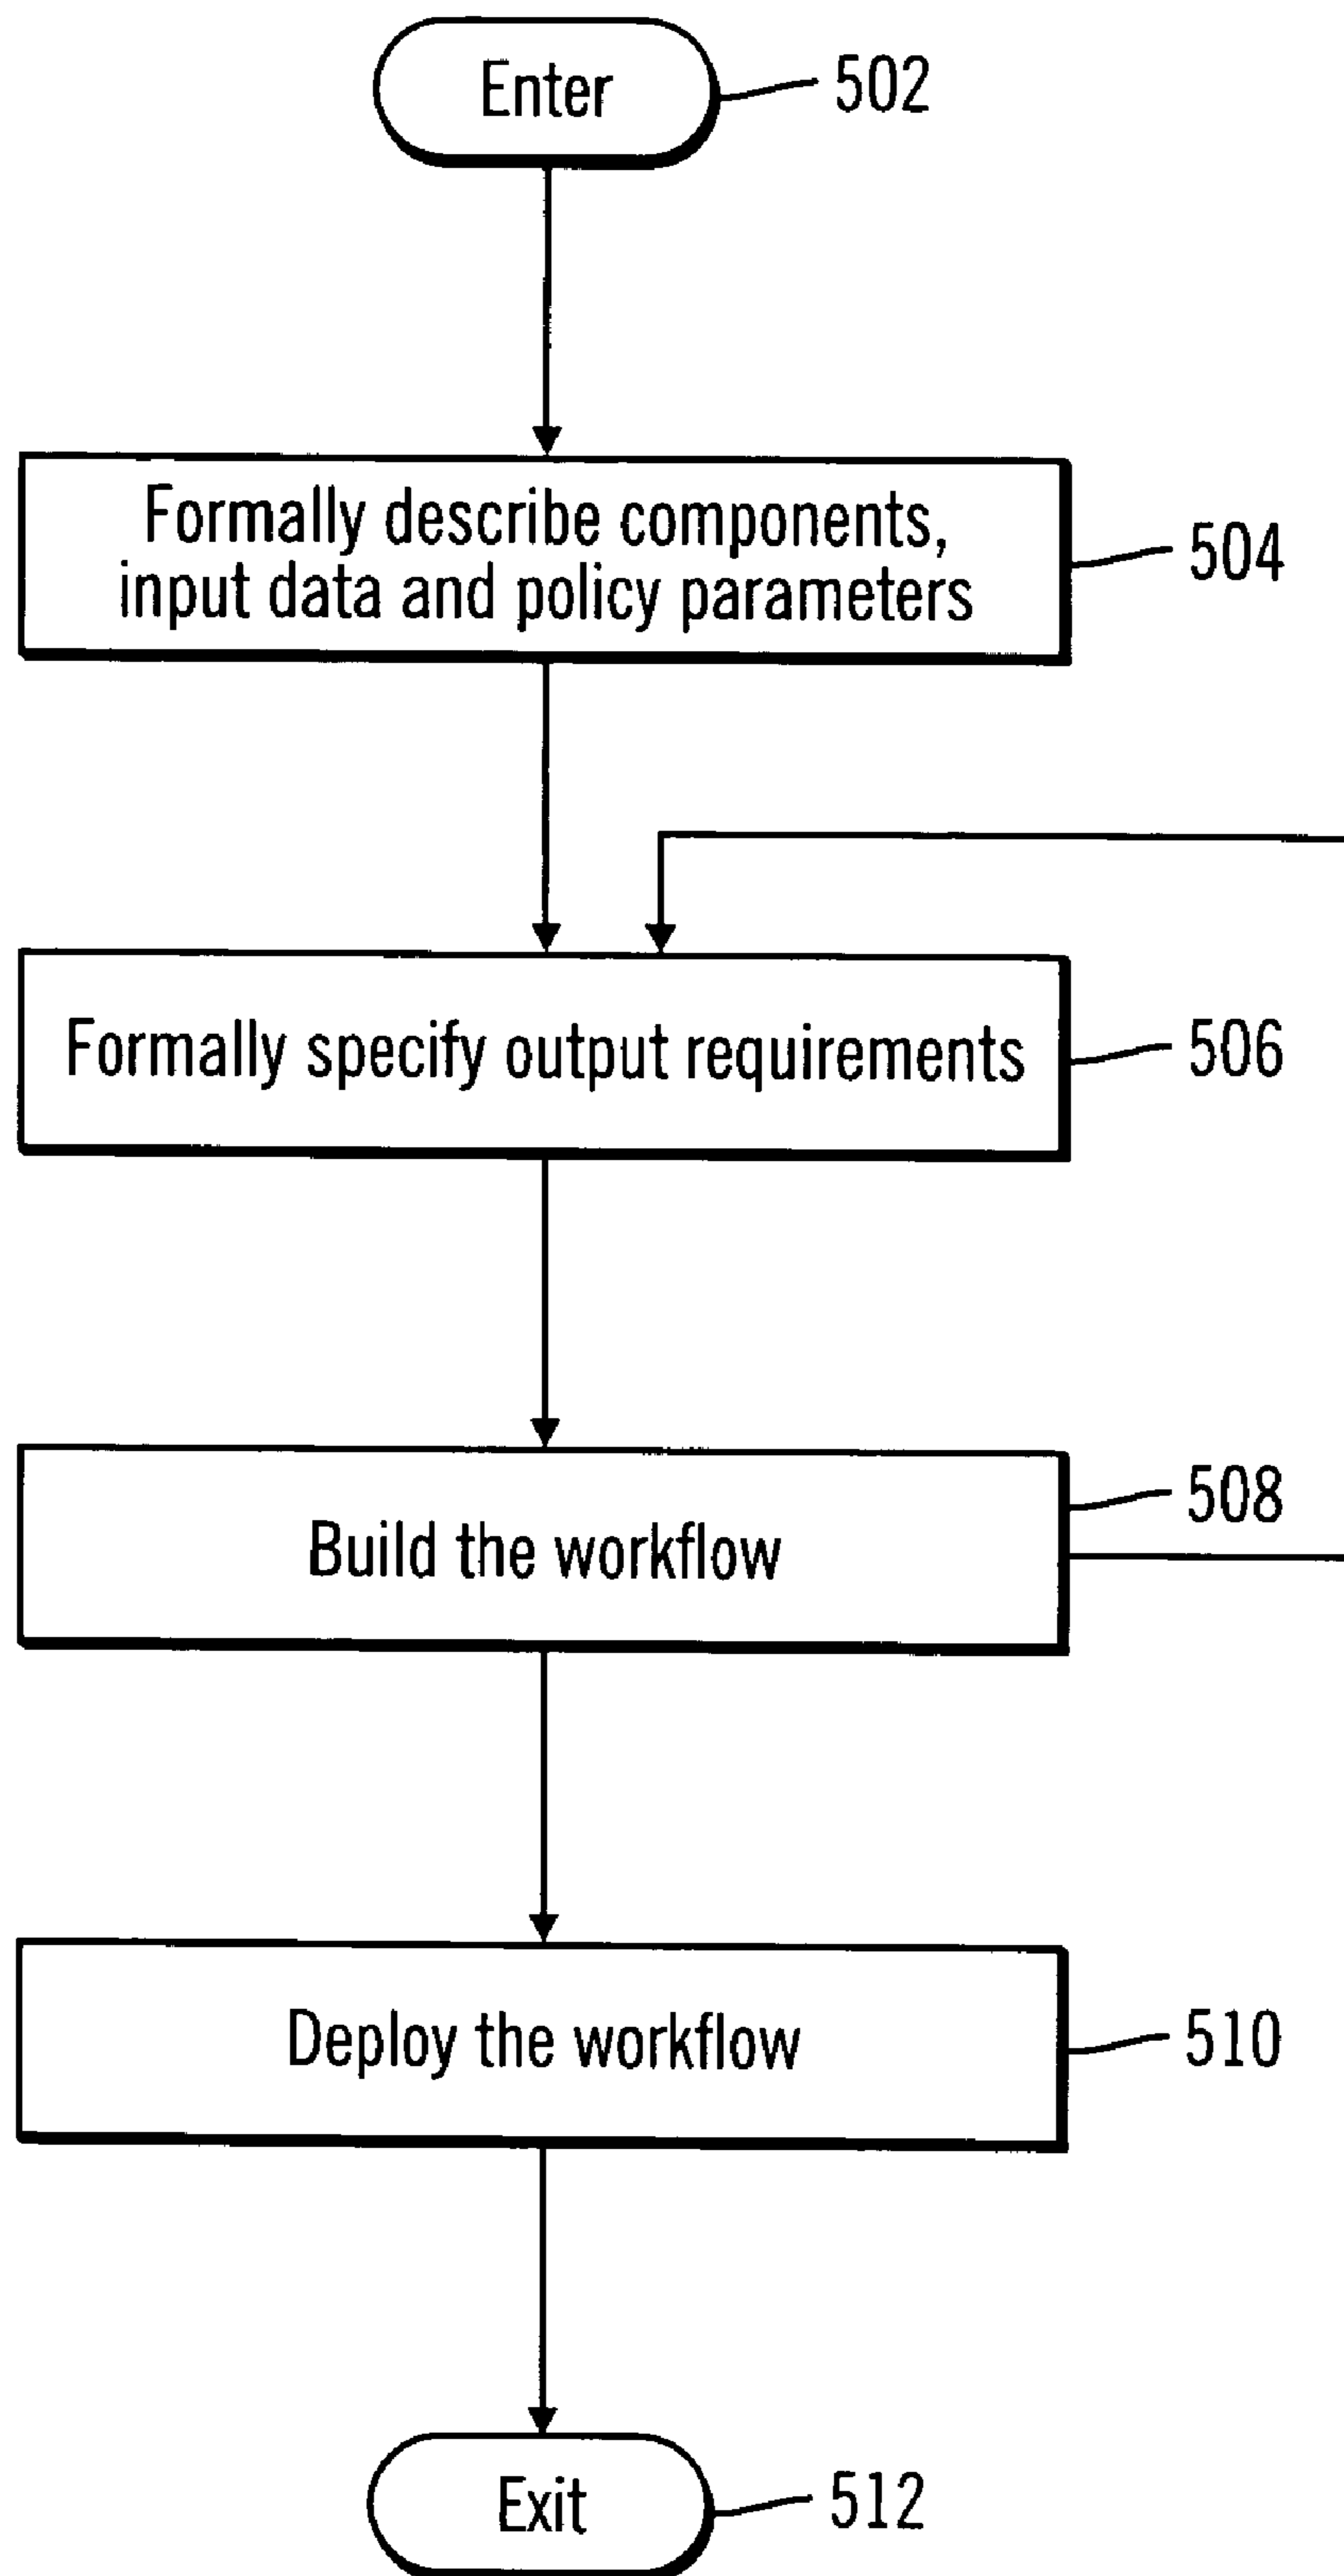 Enter
502
Formally describe components,
input data and policy parameters
504
Formally specify output requirements
506
Build the workflow
508
Deploy the workflow
510
Exit
512